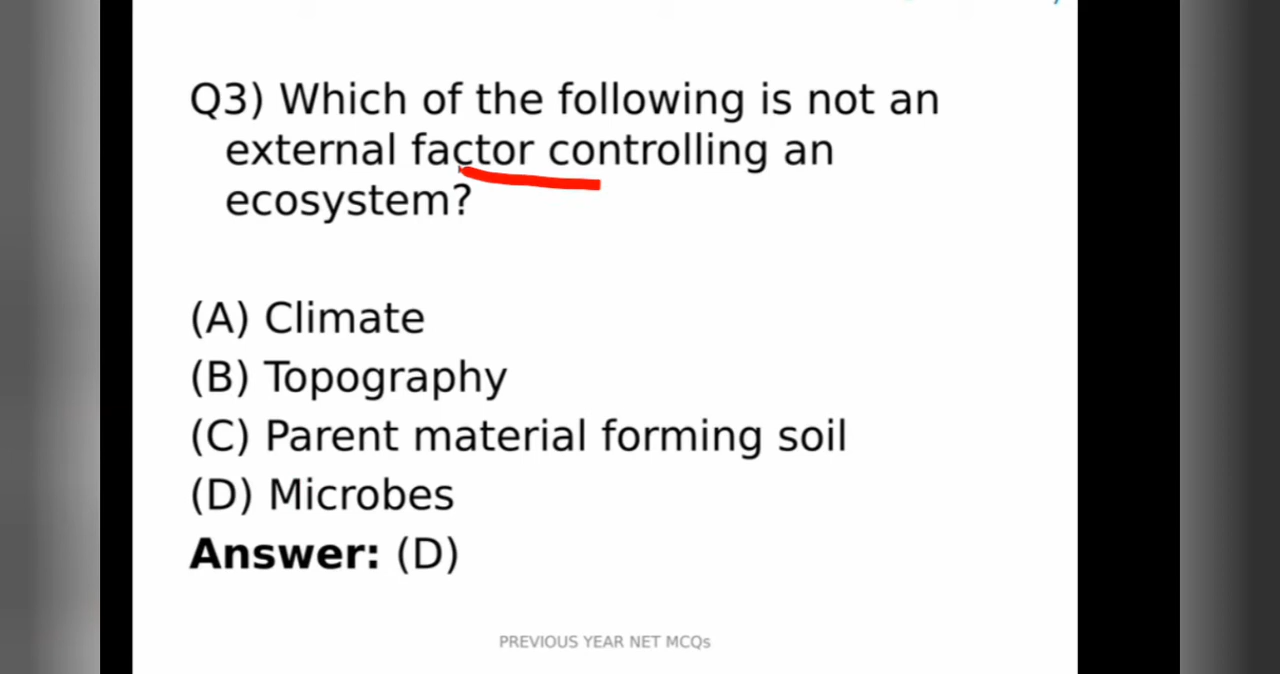 Q3) Which of the following is not an
external factor controlling an
ecosystem?
(A) Climate
(B) Topography
(C) Parent material forming soil
(D) Microbes
Answer: (D)
PREVIOUS YEAR NET MCQs